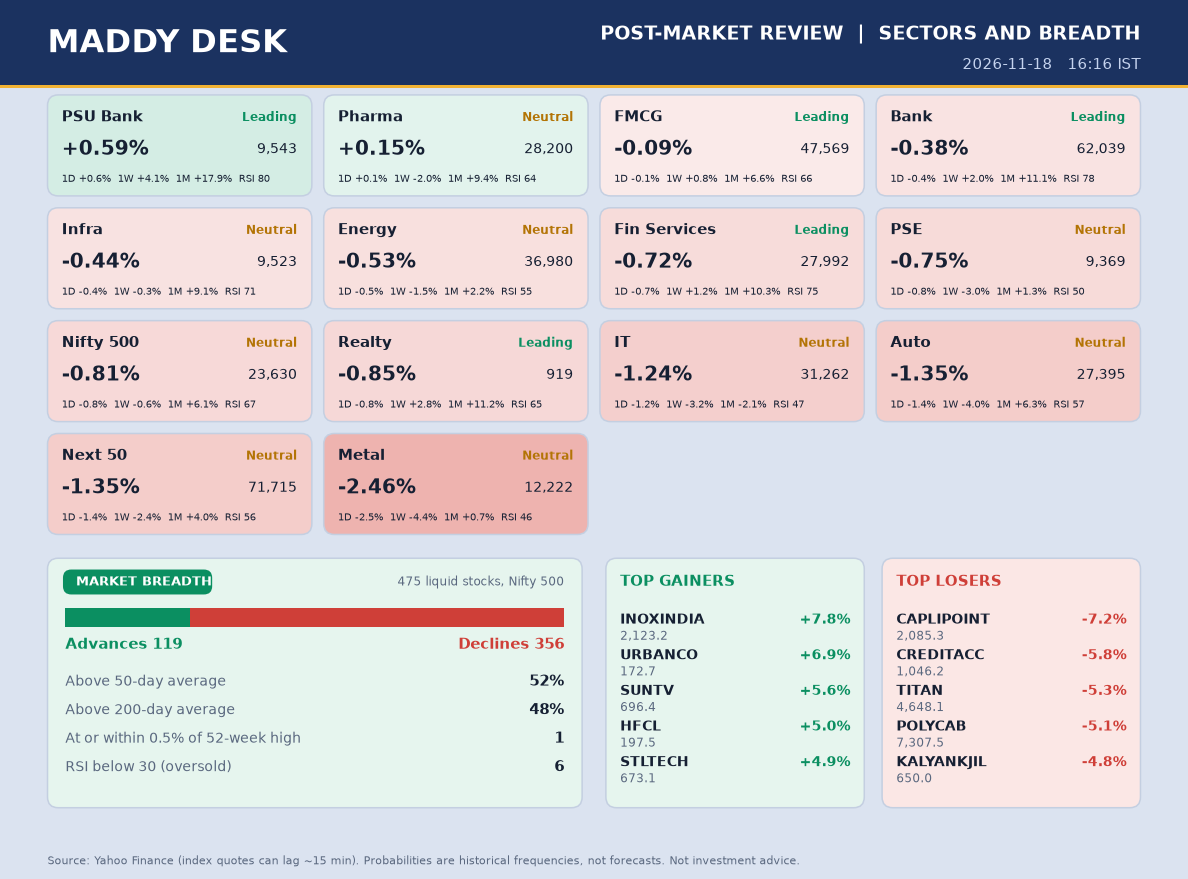 MADDY DESK
POST-MARKET REVIEW | SECTORS AND BREADTH
2026-11-18 16:16 IST
PSU Bank Leading
+0.59% 9,543
1D +0.6% 1W +4.1% 1M +17.9% RSI 80
Pharma Neutral
+0.15% 28,200
1D +0.1% 1W -2.0% 1M +9.4% RSI 64
FMCG Leading
-0.09% 47,569
1D -0.1% 1W +0.8% 1M +6.6% RSI 66
Bank Leading
-0.38% 62,039
1D -0.4% 1W +2.0% 1M +11.1% RSI 78
Infra Neutral
-0.44% 9,523
1D -0.4% 1W -0.3% 1M +9.1% RSI 71
Energy Neutral
-0.53% 36,980
1D -0.5% 1W -1.5% 1M +2.2% RSI 55
Fin Services Leading
-0.72% 27,992
1D -0.7% 1W +1.2% 1M +10.3% RSI 75
PSE Neutral
-0.75% 9,369
1D -0.8% 1W -3.0% 1M +1.3% RSI 50
Nifty 500 Neutral
-0.81% 23,630
1D -0.8% 1W -0.6% 1M +6.1% RSI 67
Realty Leading
-0.85% 919
1D -0.8% 1W +2.8% 1M +11.2% RSI 65
IT Neutral
-1.24% 31,262
1D -1.2% 1W -3.2% 1M -2.1% RSI 47
Auto Neutral
-1.35% 27,395
1D -1.4% 1W -4.0% 1M +6.3% RSI 57
Next 50 Neutral
-1.35% 71,715
1D -1.4% 1W -2.4% 1M +4.0% RSI 56
Metal Neutral
-2.46% 12,222
1D -2.5% 1W -4.4% 1M +0.7% RSI 46
MARKET BREADTH 475 liquid stocks, Nifty 500
Advances 119 Declines 356
Above 50-day average 52%
Above 200-day average 48%
At or within 0.5% of 52-week high 1
RSI below 30 (oversold) 6
TOP GAINERS
INOXINDIA +7.8%
2,123.2
URBANCO +6.9%
172.7
SUNTV +5.6%
696.4
HFCL +5.0%
197.5
STLTECH +4.9%
673.1
TOP LOSERS
CAPLIPOINT -7.2%
2,085.3
CREDITACC -5.8%
1,046.2
TITAN -5.3%
4,648.1
POLYCAB -5.1%
7,307.5
KALYANKJIL -4.8%
650.0
Source: Yahoo Finance (index quotes can lag ~15 min). Probabilities are historical frequencies, not forecasts. Not investment advice.